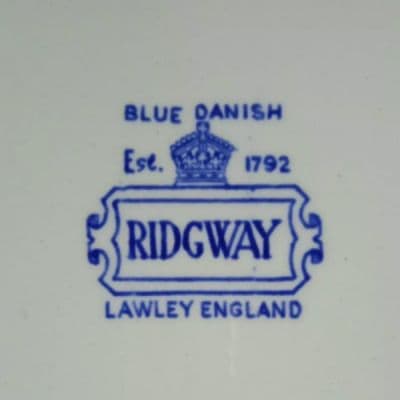 BLUE DANISH
Est. 1792
RIDGWAY
LAWLEY ENGLAND